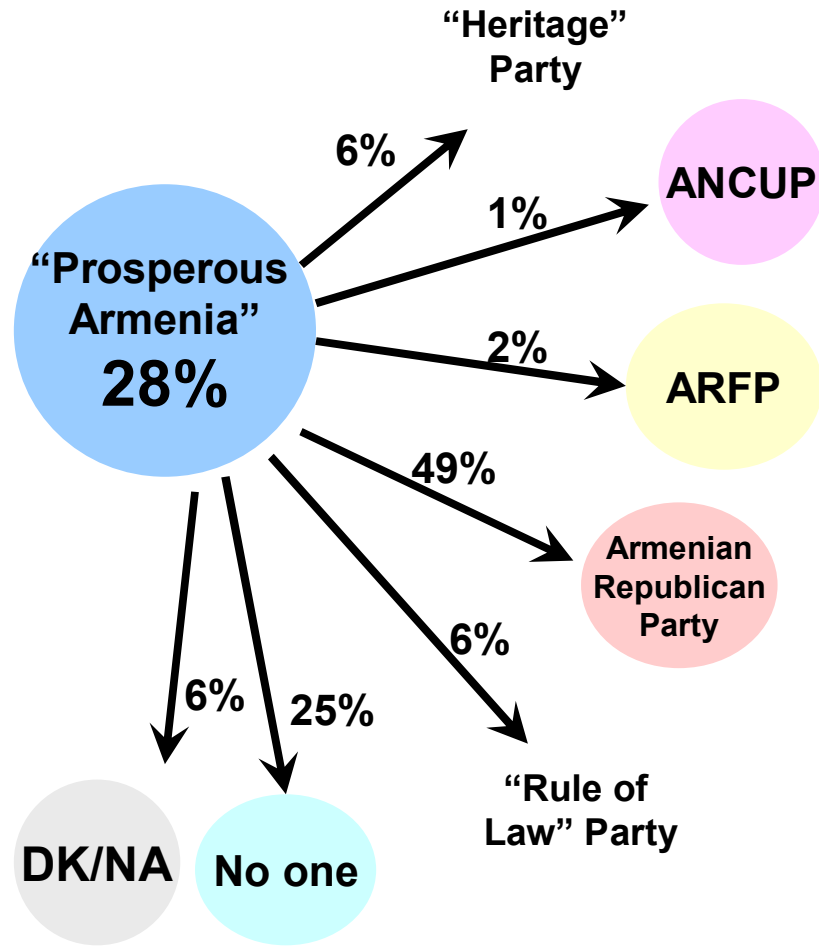 “Heritage”
Party
6%
ANCUP
1%
“Prosperous
Armenia”
28%
2%
ARFP
49%
Armenian
Republican
Party
6%
6%
25%
“Rule of
Law” Party
DK/NA
No one